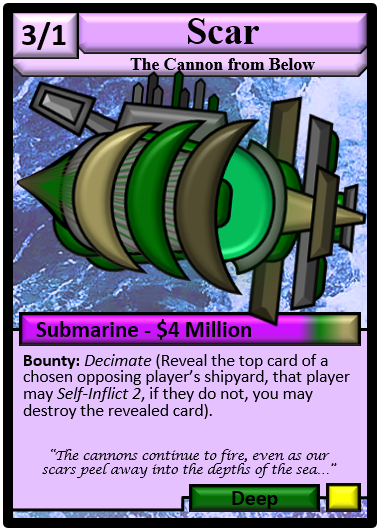 3/1
Scar
The Cannon from Below
Submarine - $4 Million
Bounty: Decimate (Reveal the top card of a
chosen opposing player's shipyard, that player
may Self-Inflict 2, if they do not, you may
destroy the revealed card).
"The cannons continue to fire, even as our
scars peel away into the depths of the sea..."
Deep